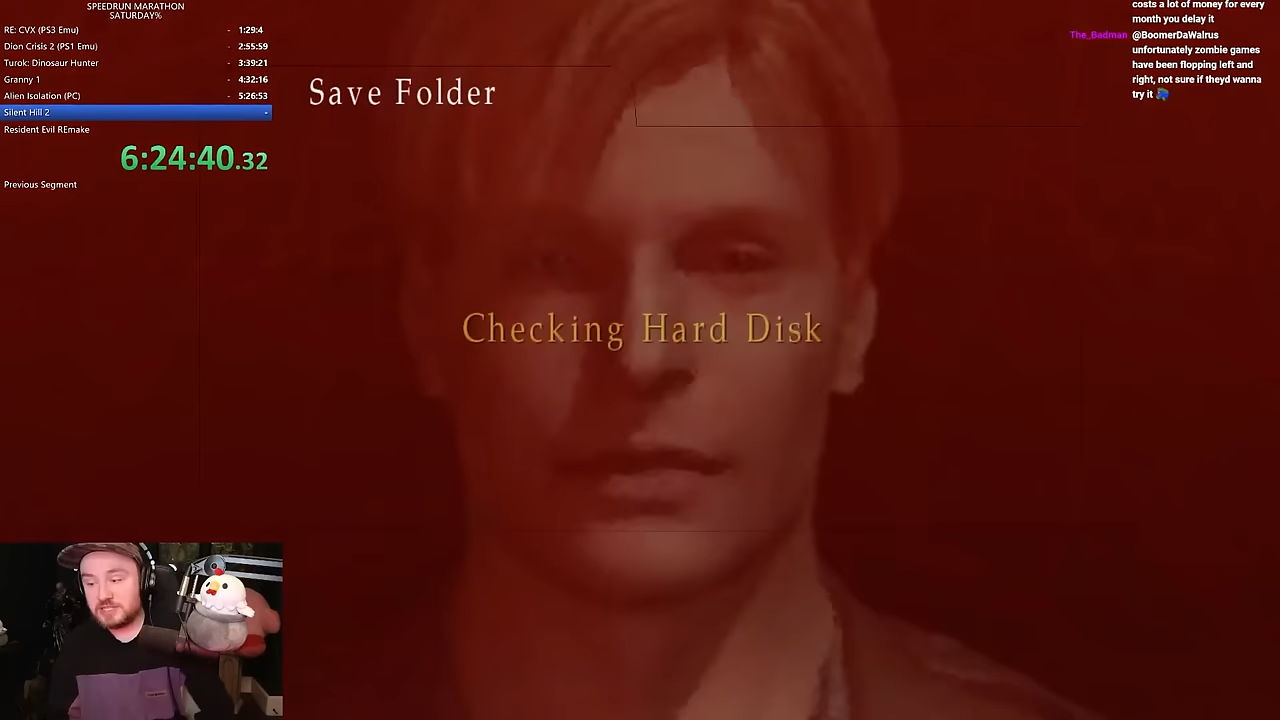 SPEEDRUN MARATHON
SATURDAY%
RE: CVX (PS3 Emu) - 1:29:4
DIon Crisis 2 (PS1 Emu) - 2:55:59
Turok: Dinosaur Hunter - 3:39:21
Granny 1 - 4:32:16
Alien Isolation (PC) - 5:26:53
Silent Hill 2 -
Resident Evil REmake
6:24:40.32
Previous Segment
Save Folder
Checking Hard Disk
costs a lot of money for every
month you delay it
The_Badman @BoomerDaWalrus
unfortunately zombie games
have been flopping left and
right, not sure if theyd wanna
try it